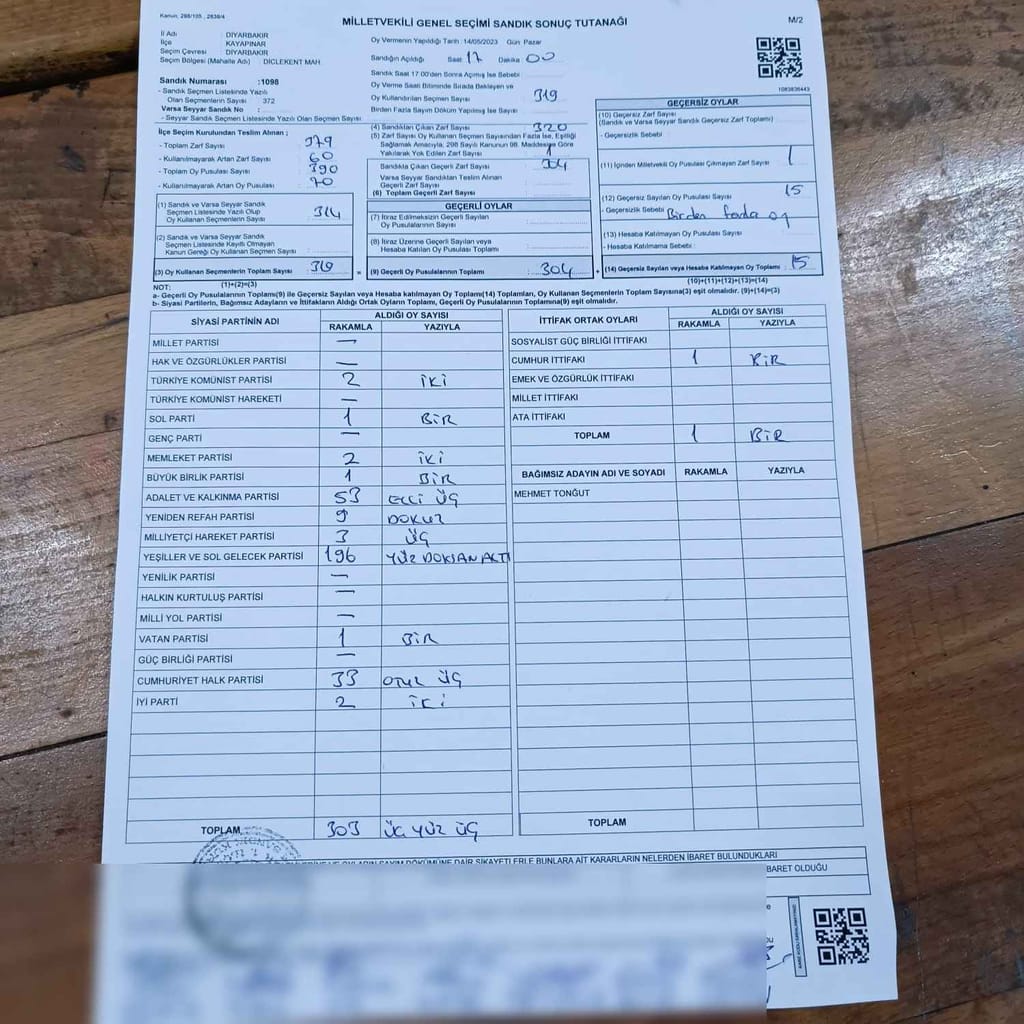 Kanun: 298/105 , 2839/4
MİLLETVEKİLİ GENEL SEÇİMİ SANDIK SONUÇ TUTANAĞI
M/2
İl Adı DİYARBAKIR
İlçe KAYAPINAR
Seçim Çevresi DİYARBAKIR
Seçim Bölgesi (Mahalle Adı) : DİCLEKENT MAH.
Oy Vermenin Yapıldığı Tarih :14/05/2023 Gün: Pazar
Sandığın Açıldığı Saat 17 Dakika 00
Sandık Saat 17:00'den Sonra Açılmış İse Sebebi
Oy Verme Saati Bitiminde Sırada Bekleyen ve
Oy Kullandırılan Seçmen Sayısı 319
Birden Fazla Sayım Döküm Yapılmış İse Sayısı
Sandık Numarası :1098
- Sandık Seçmen Listesinde Yazılı
Olan Seçmenlerin Sayısı 372
Varsa Seyyar Sandık No :
- Seyyar Sandık Seçmen Listesinde Yazılı Olan Seçmen Sayısı
İlçe Seçim Kurulundan Teslim Alınan ;
- Toplam Zarf Sayısı 379
- Kullanılmayarak Artan Zarf Sayısı 60
- Toplam Oy Pusulası 390
- Kullanılmayarak Artan Oy Pusulası 70
(1) Sandık ve Varsa Seyyar Sandık
Seçmen Listesinde Yazılı Olup
Oy Kullanan Seçmenlerin Sayısı
(2) Sandık ve Varsa Seyyar Sandık
Seçmen Listesinde Kayıtlı Olmayan
Kanun Gereği Oy Kullanan Seçmen Sayısı
(3) Oy Kullanan Seçmenlerin Toplam Sayısı : 319
(1)+(2)=(3)
(4) Sandıktan Çıkan Zarf Sayısı 320
(5) Zarf Sayısı Oy Kullanan Seçmen Sayısından Fazla İse, Eşitliği
Sağlamak Amacıyla, 298 Sayılı Kanunun 98. Maddesine Göre
Yakılarak Yok Edilen Zarf Sayısı 1
Sandıkta Çıkan Geçerli Zarf Sayısı 304
Varsa Seyyar Sandıktan Teslim Alınan
Geçerli Zarf Sayısı
(6) Toplam Geçerli Zarf Sayısı
GEÇERLİ OYLAR
(7) İtiraz Edilmeksizin Geçerli Sayılan
Oy Pusulalarının Sayısı
(8) İtiraz Üzerine Geçerli Sayılan veya
Hesaba Katılan Oy Pusulası Toplamı
(9) Geçerli Oy Pusulalarının Toplamı : 304
1083836443
GEÇERSİZ OYLAR
(10) Geçersiz Zarf Sayısı
(Sandık ve Varsa Seyyar Sandık Geçersiz Zarf Toplamı)
- Geçersizlik Sebebi
(11) İçinden Milletvekili Oy Pusulası Çıkmayan Zarf Sayısı 1
(12) Geçersiz Sayılan Oy Pusulası Sayısı 15
- Geçersizlik Sebebi Birden fazla oy
(13) Hesaba Katılmayan Oy Pusulası Sayısı
- Hesaba Katılmama Sebebi :
(14) Geçersiz Sayılan veya Hesaba Katılmayan Oy Toplamı : 15
(10)+(11)+(12)+(13)=(14)
NOT:
a- Geçerli Oy Pusulalarının Toplamı(9) ile Geçersiz Sayılan veya Hesaba katılmayan Oy Toplamı(14) Toplamları, Oy Kullanan Seçmenlerin Toplam Sayısına(3) eşit olmalıdır. (9)+(14)=(3)
b- Siyasi Partilerin, Bağımsız Adayların ve İttifakların Aldığı Ortak Oyların Toplamı, Geçerli Oy Pusulalarının Toplamına(9) eşit olmalıdır.
SİYASİ PARTİNİN ADI ALDIĞI OY SAYISI
RAKAMLA YAZIYLA
MİLLET PARTİSİ —
HAK VE ÖZGÜRLÜKLER PARTİSİ —
TÜRKİYE KOMÜNİST PARTİSİ 2 İKİ
TÜRKİYE KOMÜNİST HAREKETİ —
SOL PARTİ 1 BİR
GENÇ PARTİ —
MEMLEKET PARTİSİ 2 İKİ
BÜYÜK BİRLİK PARTİSİ 1 BİR
ADALET VE KALKINMA PARTİSİ 53 ELLİ ÜÇ
YENİDEN REFAH PARTİSİ 9 DOKUZ
MİLLİYETÇİ HAREKET PARTİSİ 3 ÜÇ
YEŞİLLER VE SOL GELECEK PARTİSİ 196 YÜZ DOKSAN ALTI
YENİLİK PARTİSİ —
HALKIN KURTULUŞ PARTİSİ —
MİLLİ YOL PARTİSİ —
VATAN PARTİSİ 1 BİR
GÜÇ BİRLİĞİ PARTİSİ —
CUMHURİYET HALK PARTİSİ 33 OTUZ ÜÇ
İYİ PARTİ 2 İKİ
TOPLAM 303 ÜÇ YÜZ ÜÇ
İTTİFAK ORTAK OYLARI ALDIĞI OY SAYISI
RAKAMLA YAZIYLA
SOSYALİST GÜÇ BİRLİĞİ İTTİFAKI
CUMHUR İTTİFAKI 1 BİR
EMEK VE ÖZGÜRLÜK İTTİFAKI
MİLLET İTTİFAKI
ATA İTTİFAKI
TOPLAM 1 BİR
BAĞIMSIZ ADAYIN ADI VE SOYADI RAKAMLA YAZIYLA
MEHMET TONĞUT
TOPLAM
OYLARIN SAYIM DÖKÜMÜNE DAİR ŞİKAYETLERLE BUNLARA AİT KARARLARIN NELERDEN İBARET BULUNDUKLARI
İBARET OLDUĞU